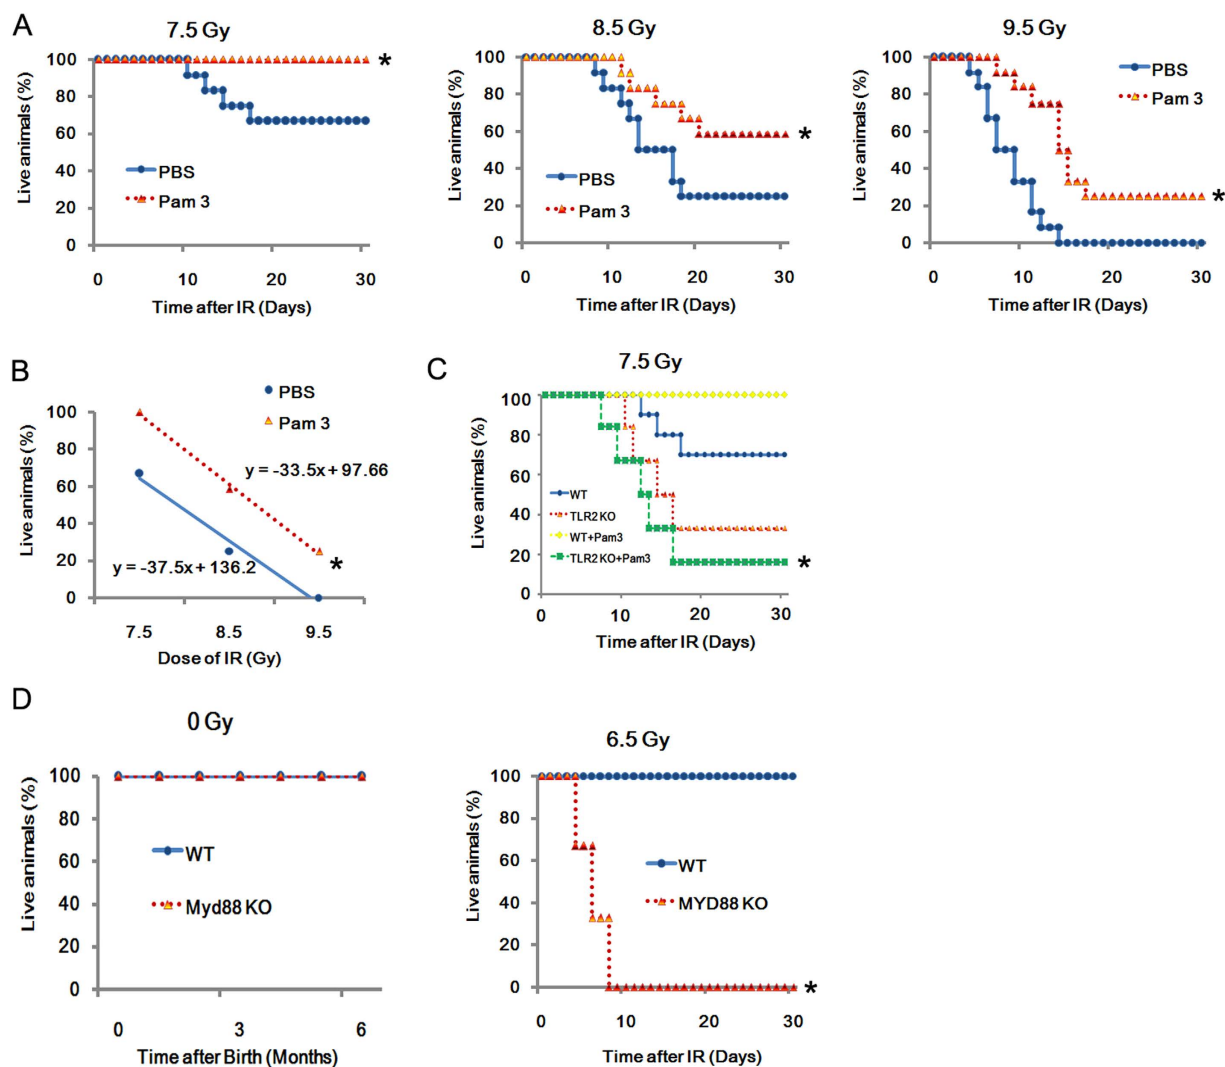 A
7.5 Gy
100
80
60
40
20
0
Live animals (%)
PBS
Pam 3
*
0 10 20 30
Time after IR (Days)
8.5 Gy
100
80
60
40
20
0
Live animals (%)
PBS
Pam 3
*
0 10 20 30
Time after IR (Days)
9.5 Gy
100
80
60
40
20
0
Live animals (%)
PBS
Pam 3
*
0 10 20 30
Time after IR (Days)
B
100
80
60
40
20
0
Live animals (%)
PBS
Pam 3
y = -33.5x + 97.66
y = -37.5x + 136.2
*
7.5 8.5 9.5
Dose of IR (Gy)
C
7.5 Gy
100
80
60
40
20
0
Live animals (%)
WT
TLR2 KO
WT+Pam3
TLR2 KO+Pam3
*
0 10 20 30
Time after IR (Days)
D
0 Gy
100
80
60
40
20
0
Live animals (%)
WT
Myd88 KO
0 3 6
Time after Birth (Months)
6.5 Gy
100
80
60
40
20
0
Live animals (%)
WT
MYD88 KO
*
0 10 20 30
Time after IR (Days)